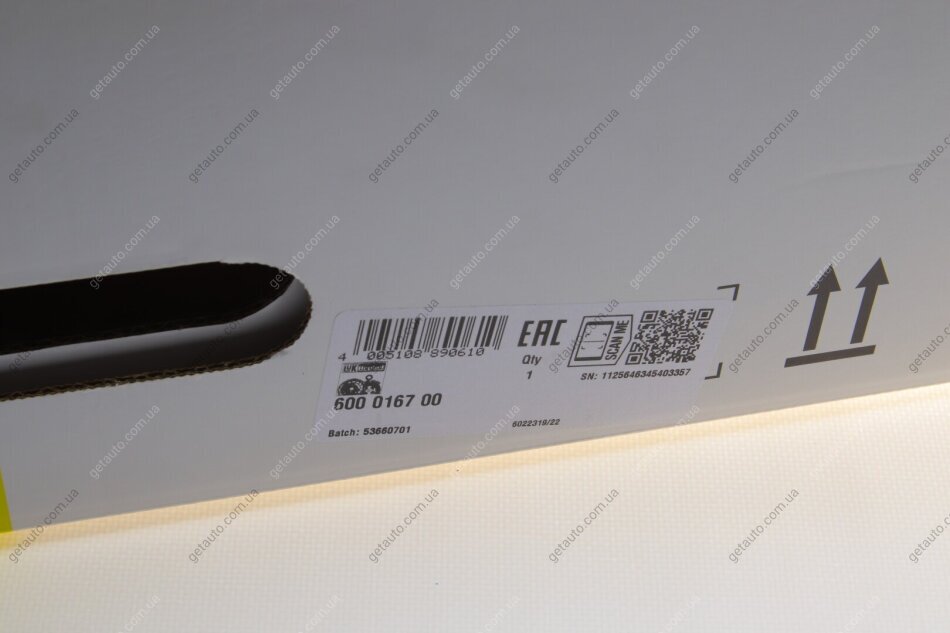 4 005108 890610
EAC
Qty
1
SCAN ME
SN: 1125646345403357
600 0167 00
Batch: 53660701
6022319/22
getauto.com.ua